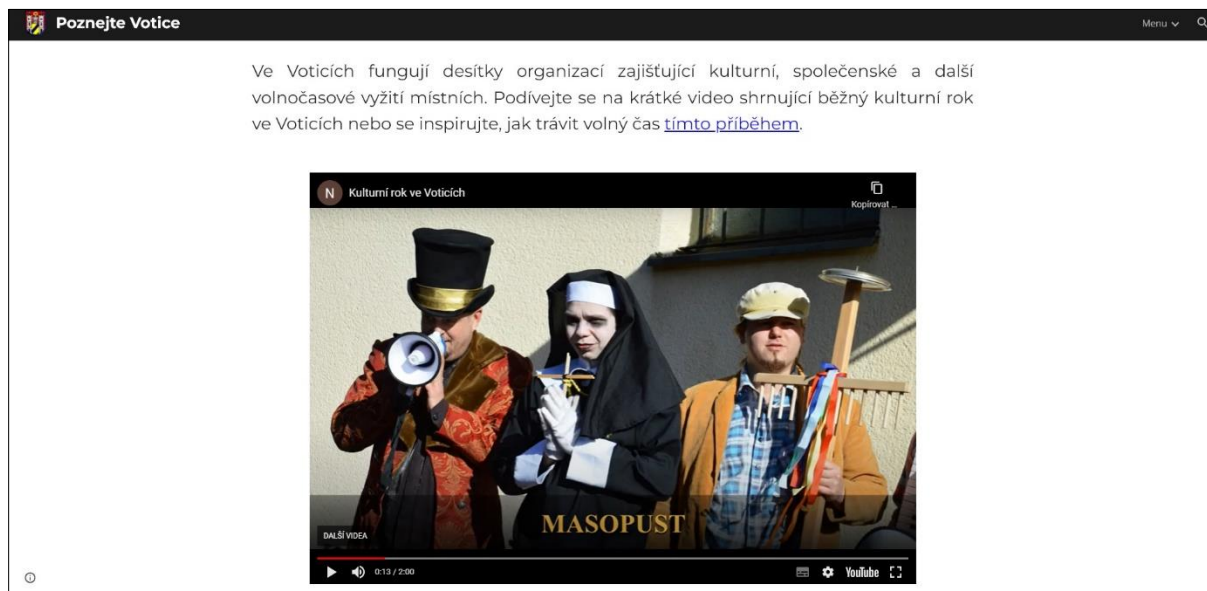 Poznejte Votice
Menu
Ve Voticích fungují desítky organizací zajišťující kulturní, společenské a další
volnočasové vyžití místních. Podívejte se na krátké video shrnující běžný kulturní rok
ve Voticích nebo se inspirujte, jak trávit volný čas tímto příběhem.
N Kulturní rok ve Voticích
Kopírovat ...
MASOPUST
DALŠÍ VIDEA
0:13 / 2:00
YouTube